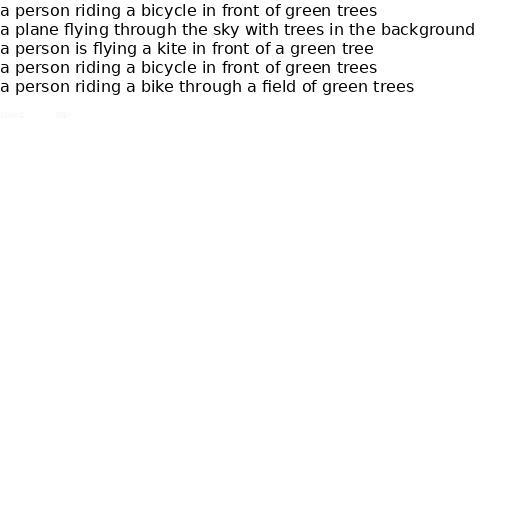 a person riding a bicycle in front of green trees
a plane flying through the sky with trees in the background
a person is flying a kite in front of a green tree
a person riding a bicycle in front of green trees
a person riding a bike through a field of green trees